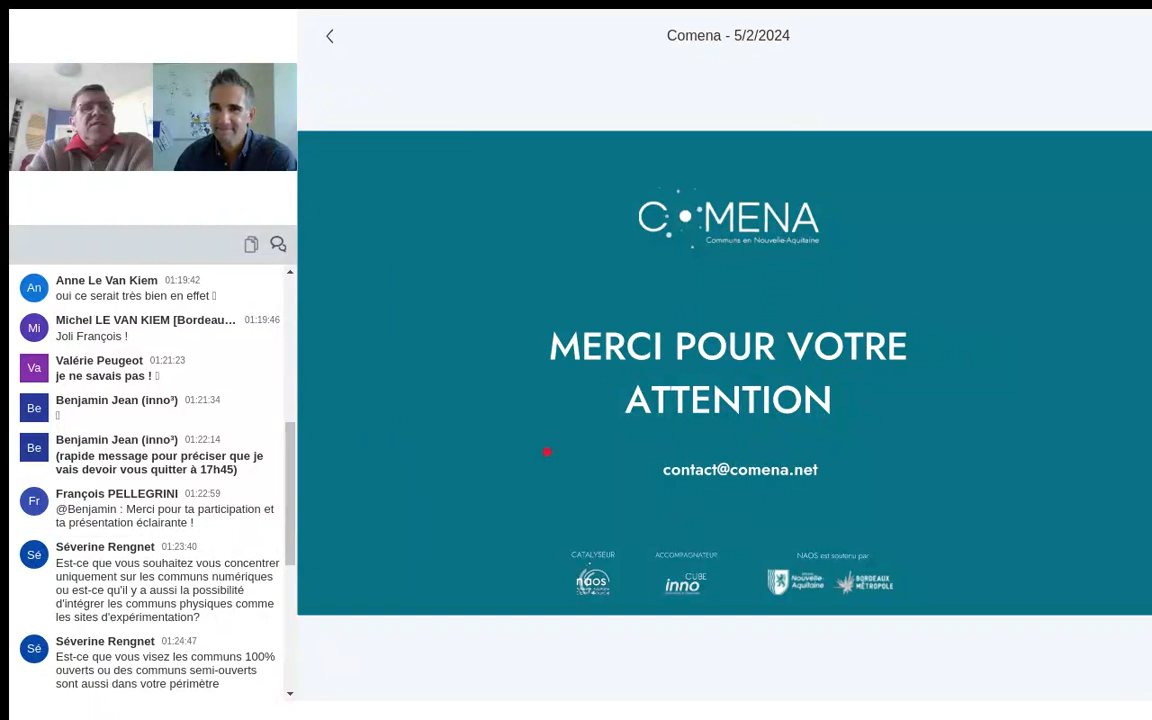 Comena - 5/2/2024
An
Anne Le Van Kiem 01:19:42
oui ce serait très bien en effet
Mi
Michel LE VAN KIEM [Bordeau… 01:19:46
Joli François !
Va
Valérie Peugeot 01:21:23
je ne savais pas !
Be
Benjamin Jean (inno³) 01:21:34
Be
Benjamin Jean (inno³) 01:22:14
(rapide message pour préciser que je
vais devoir vous quitter à 17h45)
Fr
François PELLEGRINI 01:22:59
@Benjamin : Merci pour ta participation et
ta présentation éclairante !
Sé
Séverine Rengnet 01:23:40
Est-ce que vous souhaitez vous concentrer
uniquement sur les communs numériques
ou est-ce qu'il y a aussi la possibilité
d'intégrer les communs physiques comme
les sites d'expérimentation?
Sé
Séverine Rengnet 01:24:47
Est-ce que vous visez les communs 100%
ouverts ou des communs semi-ouverts
sont aussi dans votre périmètre
COMENA
Communs en Nouvelle-Aquitaine
MERCI POUR VOTRE
ATTENTION
contact@comena.net
CATALYSEUR
naos
ACCOMPAGNATEUR
inno CUBE
NAOS est soutenu par
Nouvelle-
Aquitaine
BORDEAUX
MÉTROPOLE